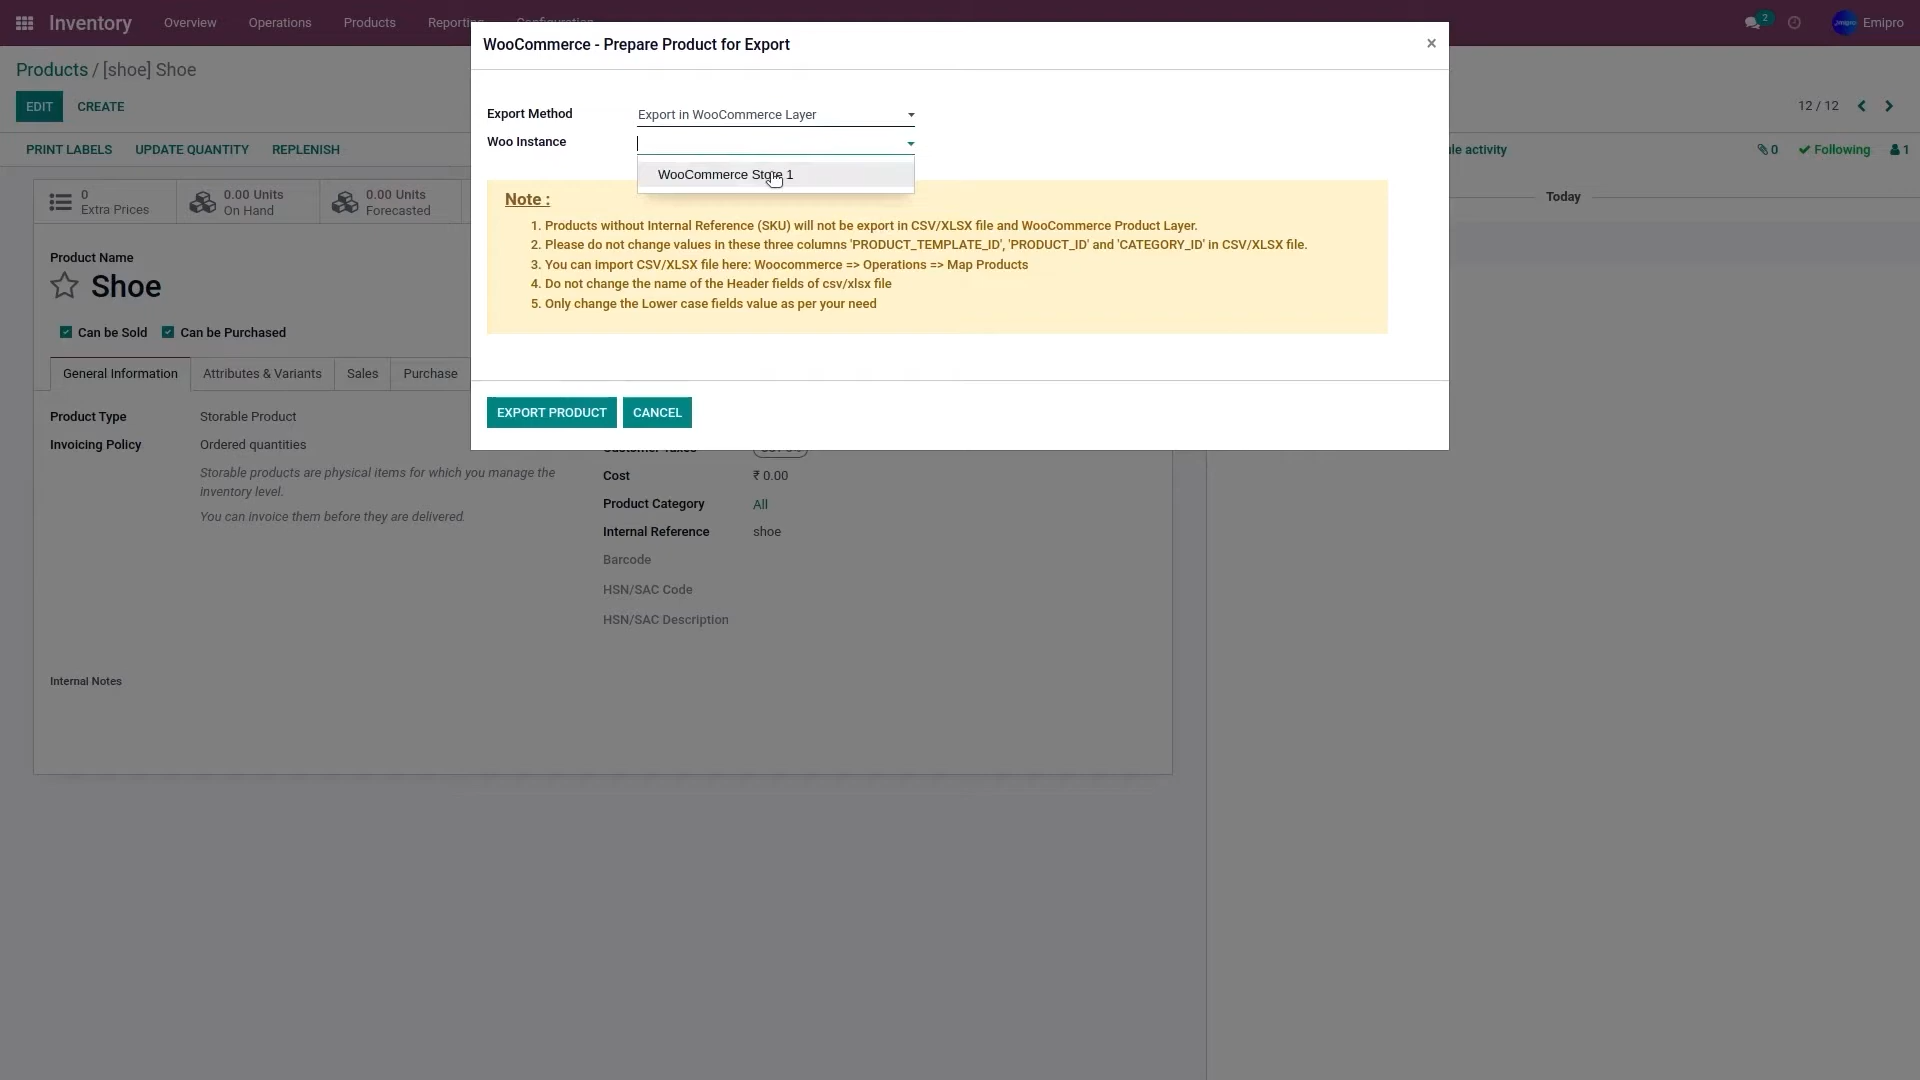 Inventory
Overview
Operations
Products
Reporting
Configuration
2
Emipro
Products / [shoe] Shoe
EDIT
CREATE
12 / 12
PRINT LABELS
UPDATE QUANTITY
REPLENISH
le activity
0
Following
1
0
Extra Prices
0.00 Units
On Hand
0.00 Units
Forecasted
Today
WooCommerce - Prepare Product for Export
×
Export Method
Export in WooCommerce Layer
Woo Instance
WooCommerce Store 1
Note :
1. Products without Internal Reference (SKU) will not be export in CSV/XLSX file and WooCommerce Product Layer.
2. Please do not change values in these three columns 'PRODUCT_TEMPLATE_ID', 'PRODUCT_ID' and 'CATEGORY_ID' in CSV/XLSX file.
3. You can import CSV/XLSX file here: Woocommerce => Operations => Map Products
4. Do not change the name of the Header fields of csv/xlsx file
5. Only change the Lower case fields value as per your need
EXPORT PRODUCT
CANCEL
Product Name
Shoe
Can be Sold
Can be Purchased
General Information
Attributes & Variants
Sales
Purchase
Product Type
Storable Product
Invoicing Policy
Ordered quantities
Storable products are physical items for which you manage the
inventory level.
You can invoice them before they are delivered.
Customer Taxes
Cost
₹ 0.00
Product Category
All
Internal Reference
shoe
Barcode
HSN/SAC Code
HSN/SAC Description
Internal Notes